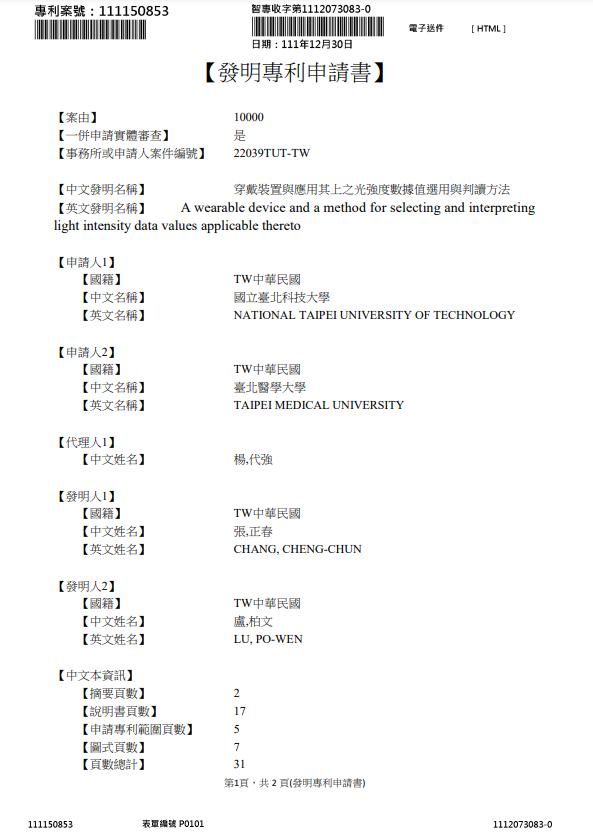 專利案號：111150853
智專收字第1112073083-0
電子送件 [ HTML ]
日期：111年12月30日
【發明專利申請書】
【案由】 10000
【一併申請實體審查】 是
【事務所或申請人案件編號】 22039TUT-TW
【中文發明名稱】 穿戴裝置與應用其上之光強度數據值選用與判讀方法
【英文發明名稱】 A wearable device and a method for selecting and interpreting
light intensity data values applicable thereto
【申請人1】
【國籍】 TW中華民國
【中文名稱】 國立臺北科技大學
【英文名稱】 NATIONAL TAIPEI UNIVERSITY OF TECHNOLOGY
【申請人2】
【國籍】 TW中華民國
【中文名稱】 臺北醫學大學
【英文名稱】 TAIPEI MEDICAL UNIVERSITY
【代理人1】
【中文姓名】 楊,代強
【發明人1】
【國籍】 TW中華民國
【中文姓名】 張,正春
【英文姓名】 CHANG, CHENG-CHUN
【發明人2】
【國籍】 TW中華民國
【中文姓名】 盧,柏文
【英文姓名】 LU, PO-WEN
【中文本資訊】
【摘要頁數】 2
【說明書頁數】 17
【申請專利範圍頁數】 5
【圖式頁數】 7
【頁數總計】 31
第1頁，共 2 頁(發明專利申請書)
111150853 表單編號 P0101 1112073083-0